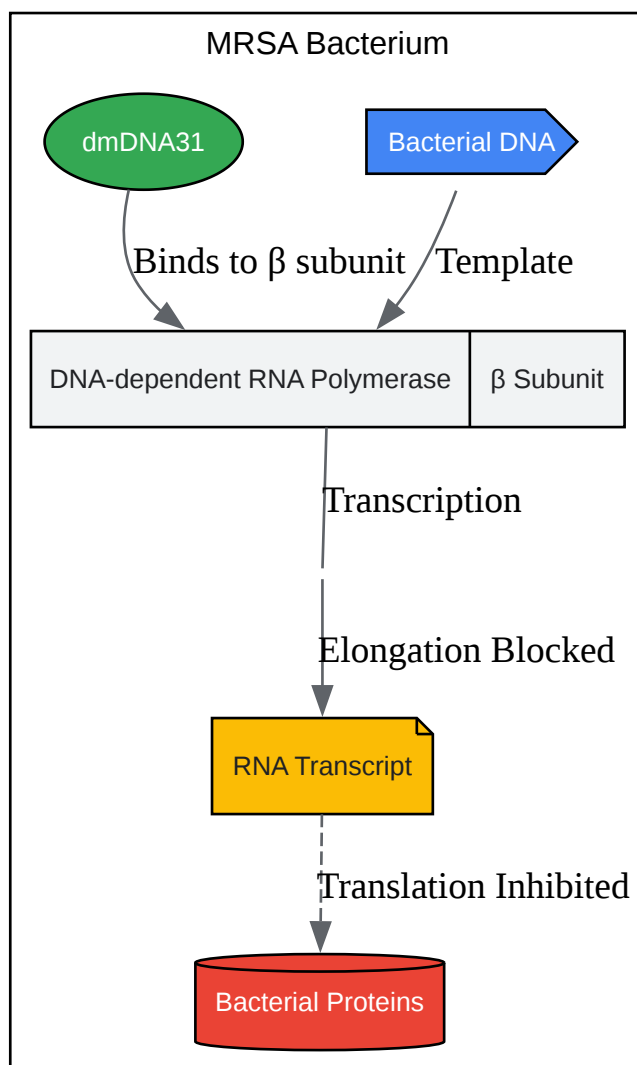 MRSA Bacterium
dmDNA31
Bacterial DNA
Binds to β subunit
Template
DNA-dependent RNA Polymerase
β Subunit
Transcription
Elongation Blocked
RNA Transcript
Translation Inhibited
Bacterial Proteins